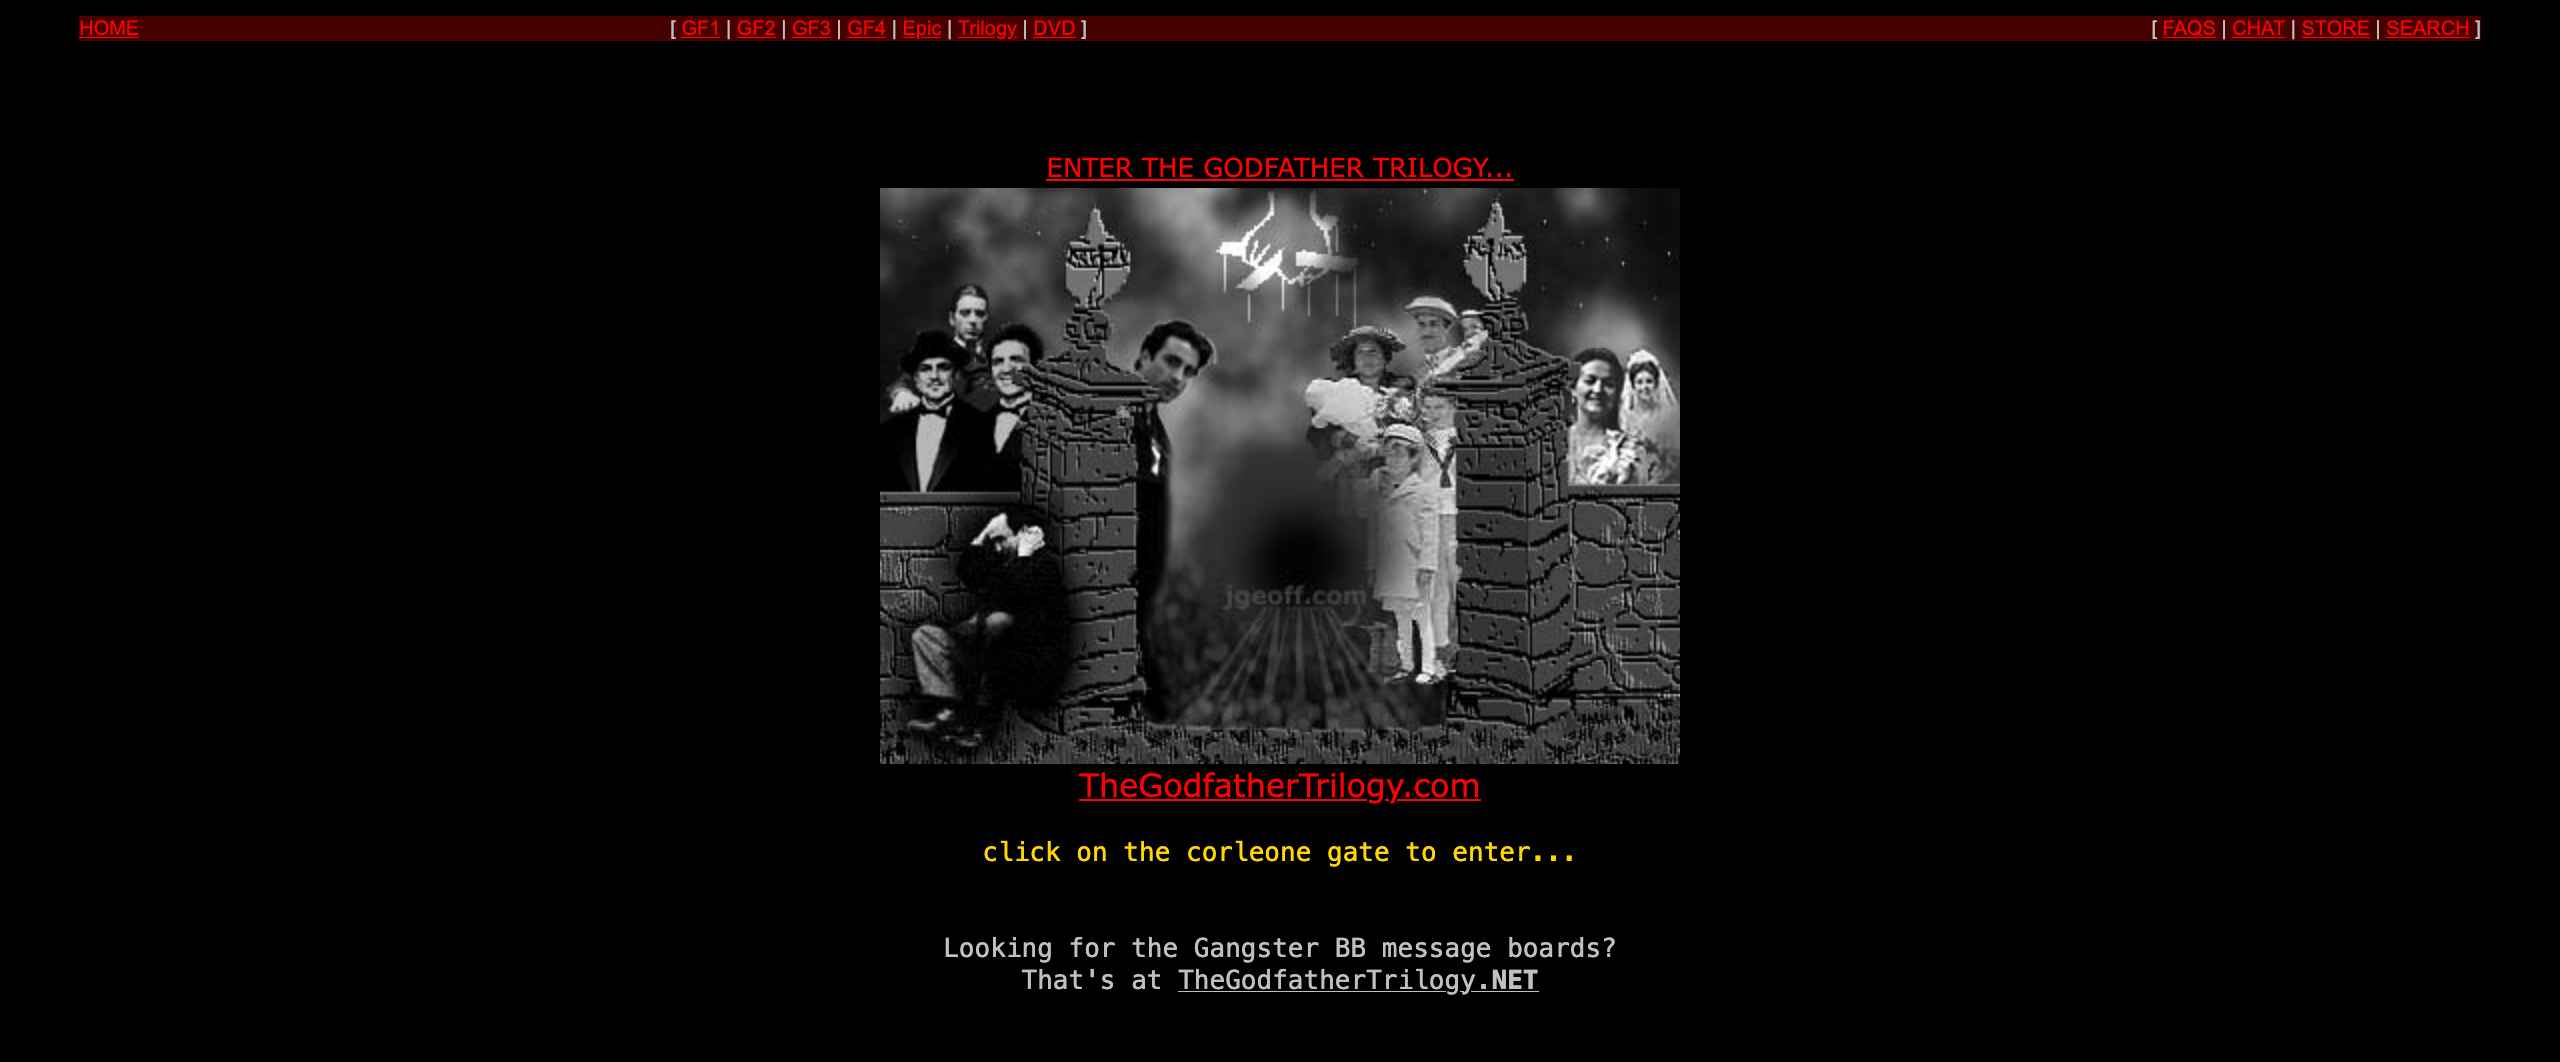 HOME [ GF1 | GF2 | GF3 | GF4 | Epic | Trilogy | DVD ] [ FAQS | CHAT | STORE | SEARCH ]
ENTER THE GODFATHER TRILOGY...
jgeoff.com
TheGodfatherTrilogy.com
click on the corleone gate to enter...
Looking for the Gangster BB message boards?
That's at TheGodfatherTrilogy.NET